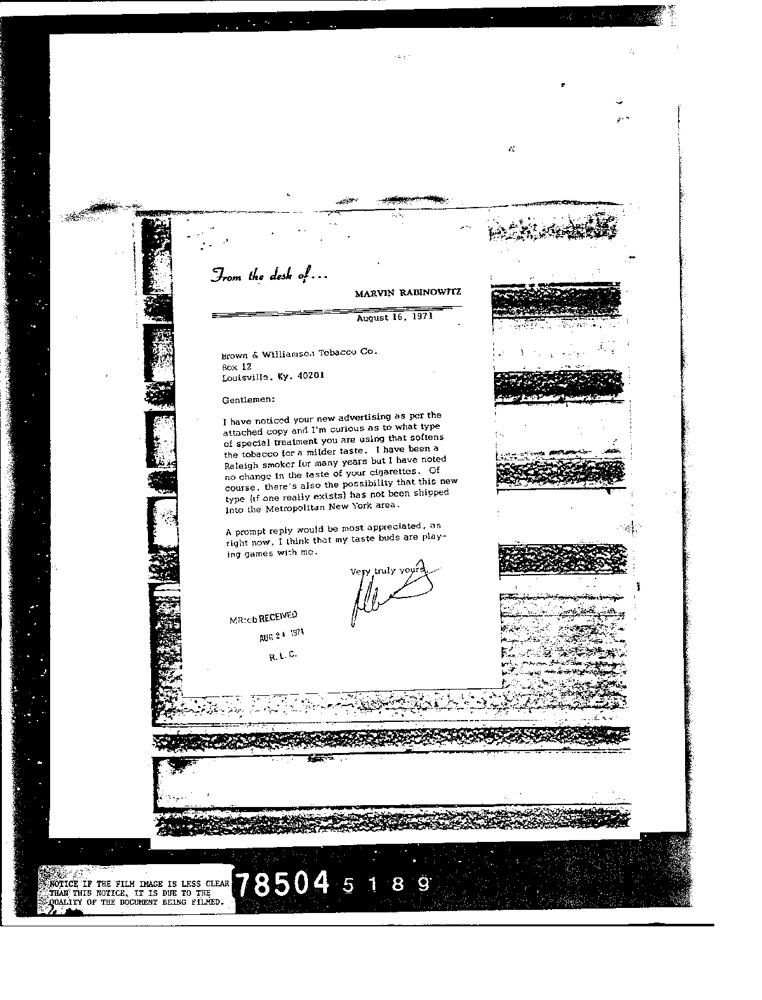 From the desk of...
MARVIN RABINOWITZ
August 16, 1971
Brown & Williamson Tobacco Co.
Box 12
Louisville, Ky. 40201
Gentlemen:
I have noticed your new advertising as per the
attached copy and I'm curious as to what type
of special treatment you are using that softens
the tobacco for a milder taste. I have been a
Raleigh smoker for many years but I have noted
no change in the taste of your cigarettes. Of
course, there's also the possibility that this new
type (if one really exists) has not been shipped
into the Metropolitan New York area.
A prompt reply would be most appreciated, as
right now, I think that my taste buds are play-
ing games with me.
Very truly yours,
MR:cb RECEIVED
AUG 24 1971
R. L. C.
NOTICE IF THE FILM IMAGE IS LESS CLEAR
THAN THIS NOTICE, IT IS DUE TO THE
QUALITY OF THE DOCUMENT BEING FILMED.
78504 5189